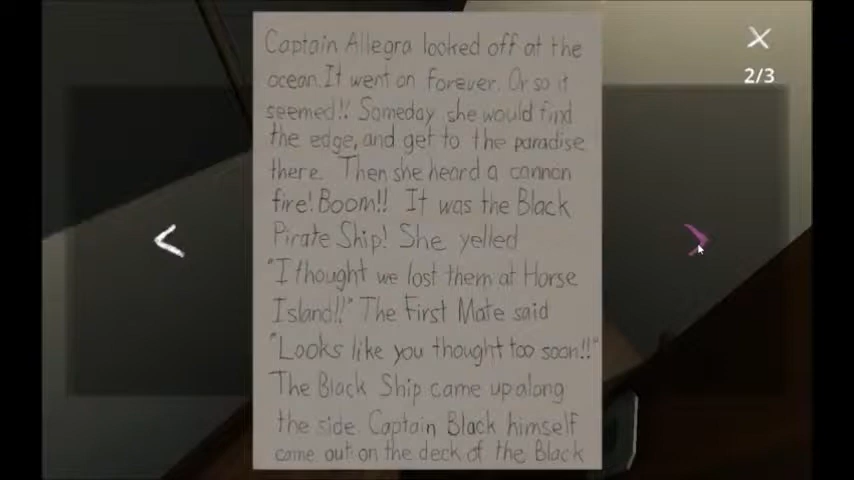 Captain Allegra looked off at the
ocean. It went on forever. Or so it
seemed!! Someday she would find
the edge, and get to the paradise
there. Then she heard a cannon
fire! Boom!! It was the Black
Pirate Ship! She yelled
"I thought we lost them at Horse
Island!!" The First Mate said
"Looks like you thought too soon!!"
The Black Ship came up along
the side. Captain Black himself
came out on the deck of the Black
2/3